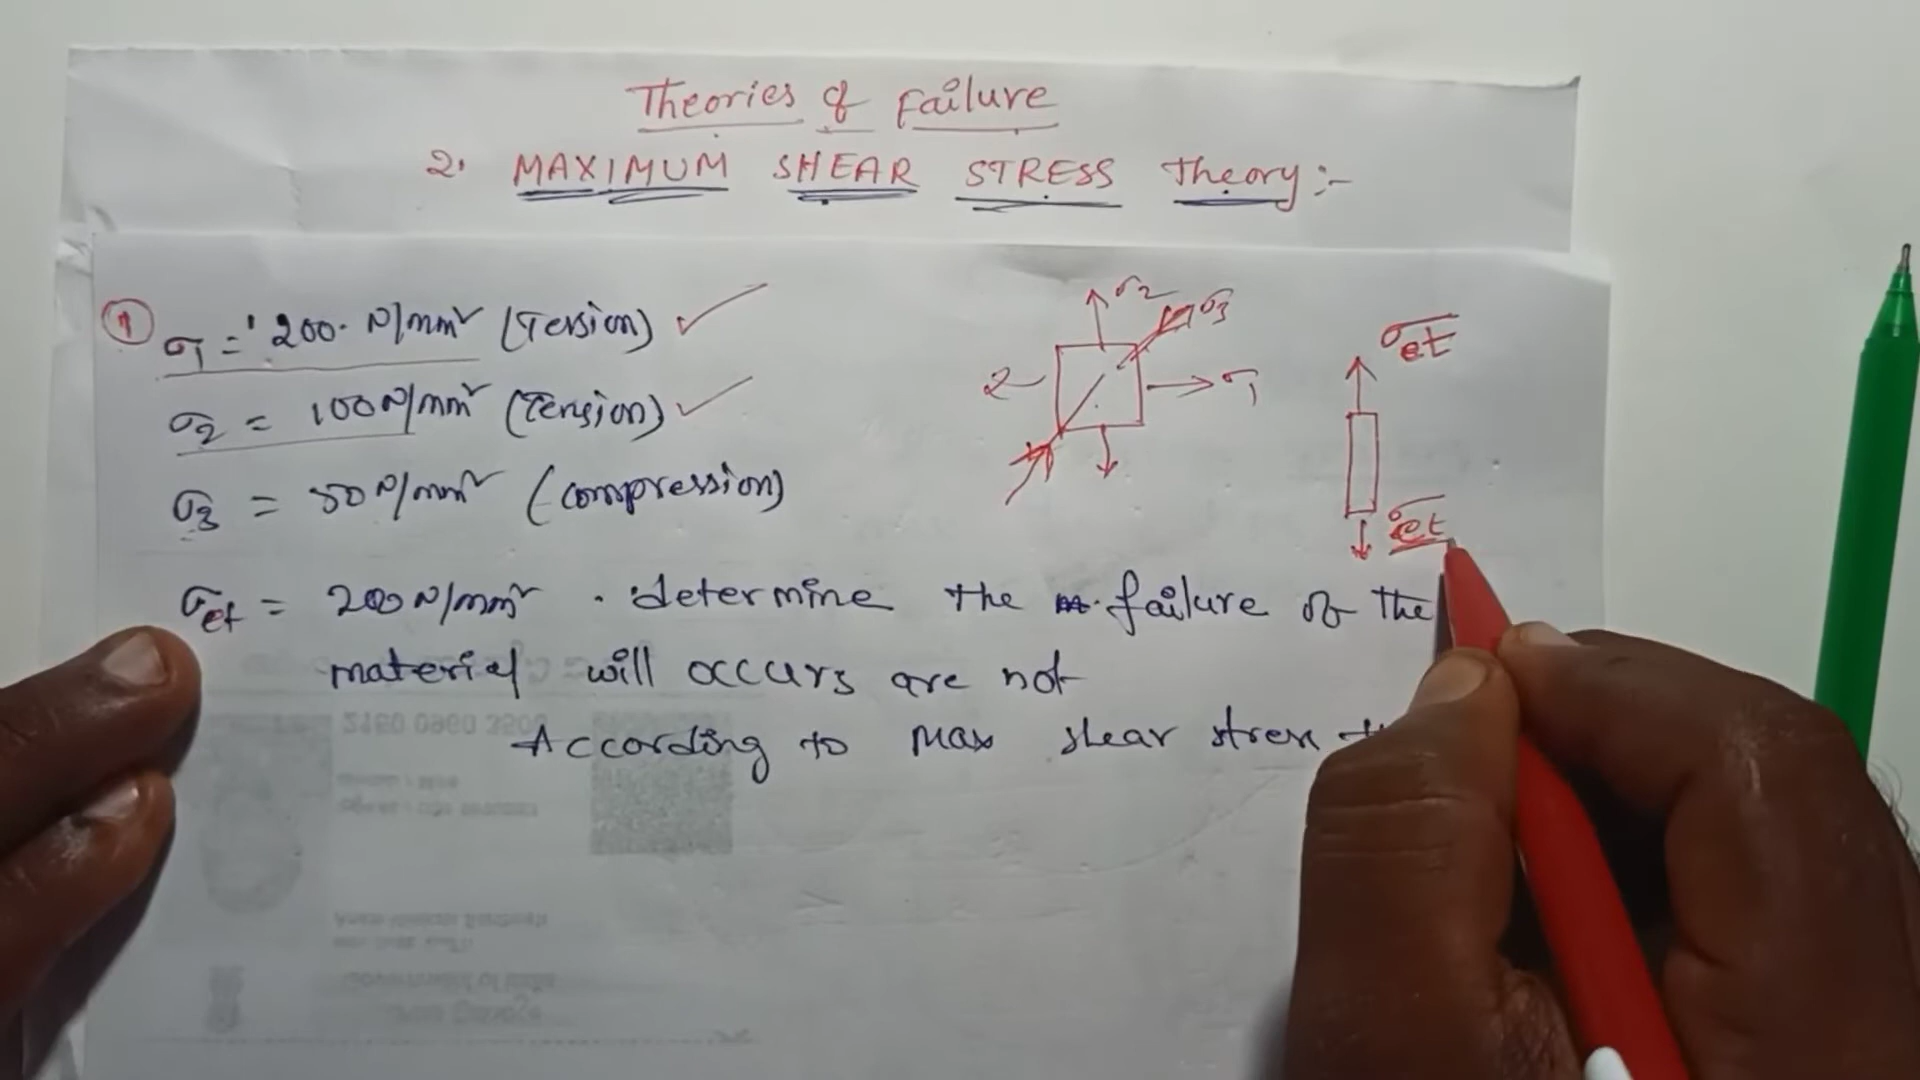 Theories of Failure
2. MAXIMUM SHEAR STRESS Theory :-
① σ1 = 200 N/mm² (Tension) ✓
σ2 = 100 N/mm² (Tension) ✓
σ3 = 50 N/mm² (compression)
σ2
σ3
2
σ1
σet
σet
σet = 200 N/mm² . determine the failure of the
material will occurs are not
According to Max shear stress